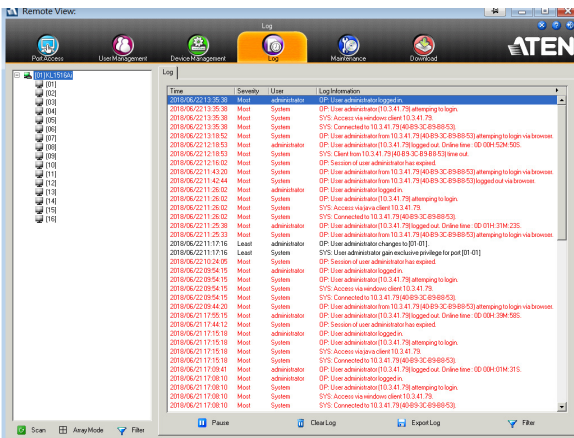 Remote View:
Log
PortAccess
UserManagement
DeviceManagement
Log
Maintenance
Download
ATEN
[01]KL1516Ai
[01]
[02]
[03]
[04]
[05]
[06]
[07]
[08]
[09]
[10]
[11]
[12]
[13]
[14]
[15]
[16]
Log
Time Severity User Log Information
2018/06/22 13:35:38 Most administrator OP: User administrator logged in.
2018/06/22 13:35:38 Most System OP: User administrator(10.3.41.79) attemping to login.
2018/06/22 13:35:38 Most System SYS: Access via windows client 10.3.41.79.
2018/06/22 13:35:38 Most System SYS: Connected to 10.3.41.79(40-B9-3C-B9-B8-53).
2018/06/22 13:18:52 Most System OP: User administrator from 10.3.41.79(40-B9-3C-B9-B8-53) attemping to login via browser.
2018/06/22 12:18:53 Most administrator OP: User administrator(10.3.41.79) logged out. Online time : 0D 00H:52M:50S.
2018/06/22 12:18:53 Most System SYS: Client from 10.3.41.79(40-B9-3C-B9-B8-53) time out.
2018/06/22 12:16:02 Most System OP: Session of user administrator has expired.
2018/06/22 11:43:20 Most System OP: User administrator from 10.3.41.79(40-B9-3C-B9-B8-53) attemping to login via browser.
2018/06/22 11:42:44 Most System OP: User administrator from 10.3.41.79(40-B9-3C-B9-B8-53) logged out via browser.
2018/06/22 11:26:02 Most administrator OP: User administrator logged in.
2018/06/22 11:26:02 Most System OP: User administrator(10.3.41.79) attemping to login.
2018/06/22 11:26:02 Most System SYS: Access via java client 10.3.41.79.
2018/06/22 11:26:02 Most System SYS: Connected to 10.3.41.79(40-B9-3C-B9-B8-53).
2018/06/22 11:25:38 Most administrator OP: User administrator(10.3.41.79) logged out. Online time : 0D 01H:31M:23S.
2018/06/22 11:25:33 Most System OP: User administrator from 10.3.41.79(40-B9-3C-B9-B8-53) attemping to login via browser.
2018/06/22 11:17:16 Least administrator OP: User administrator changes to [01-01] .
2018/06/22 11:17:16 Least System SYS: User administrator gain exclusive privilege for port [01-01]
2018/06/22 10:24:05 Most System OP: Session of user administrator has expired.
2018/06/22 09:54:15 Most administrator OP: User administrator logged in.
2018/06/22 09:54:15 Most System OP: User administrator(10.3.41.79) attemping to login.
2018/06/22 09:54:15 Most System SYS: Access via windows client 10.3.41.79.
2018/06/22 09:54:15 Most System SYS: Connected to 10.3.41.79(40-B9-3C-B9-B8-53).
2018/06/22 09:44:20 Most System OP: User administrator from 10.3.41.79(40-B9-3C-B9-B8-53) attemping to login via browser.
2018/06/21 17:55:15 Most administrator OP: User administrator(10.3.41.79) logged out. Online time : 0D 00H:39M:58S.
2018/06/21 17:44:12 Most System OP: Session of user administrator has expired.
2018/06/21 17:15:18 Most administrator OP: User administrator logged in.
2018/06/21 17:15:18 Most System OP: User administrator(10.3.41.79) attemping to login.
2018/06/21 17:15:18 Most System SYS: Access via java client 10.3.41.79.
2018/06/21 17:15:18 Most System SYS: Connected to 10.3.41.79(40-B9-3C-B9-B8-53).
2018/06/21 17:09:41 Most administrator OP: User administrator(10.3.41.79) logged out. Online time : 0D 00H:01M:31S.
2018/06/21 17:08:10 Most administrator OP: User administrator logged in.
2018/06/21 17:08:10 Most System OP: User administrator(10.3.41.79) attemping to login.
2018/06/21 17:08:10 Most System SYS: Access via windows client 10.3.41.79.
2018/06/21 17:08:10 Most System SYS: Connected to 10.3.41.79(40-B9-3C-B9-B8-53).
Scan Array Mode Filter Pause Clear Log Export Log Filter